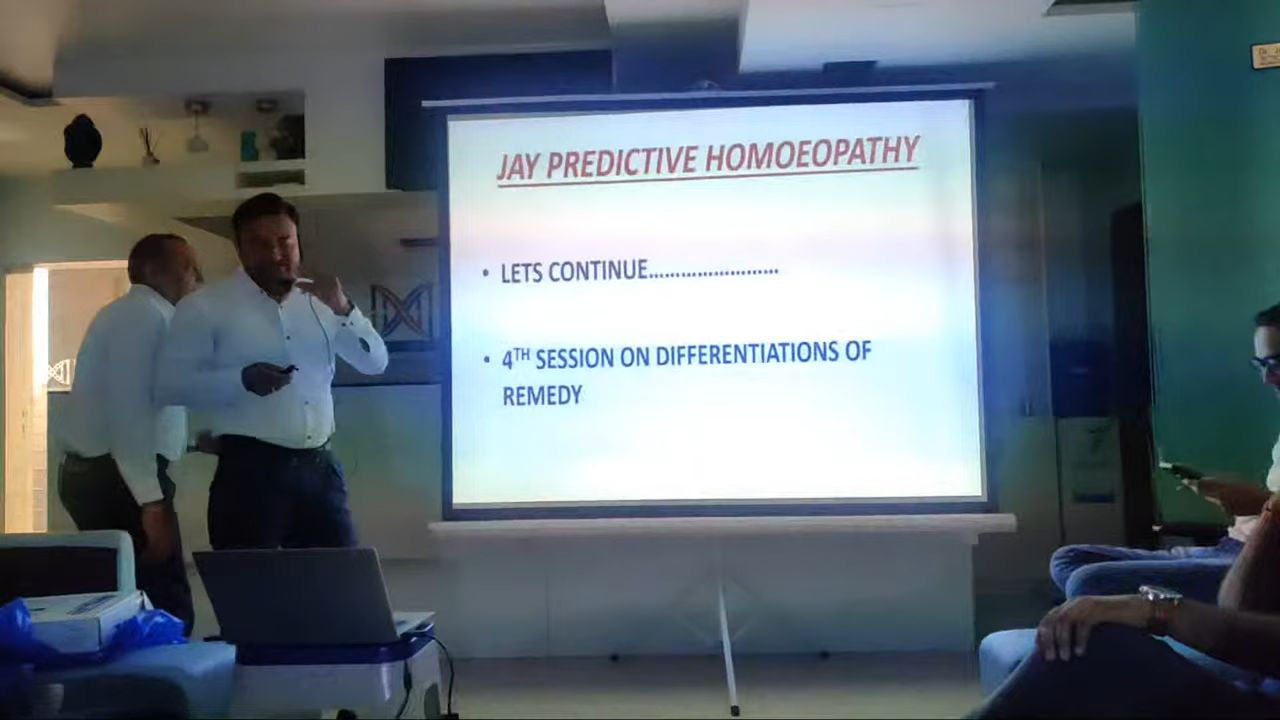 JAY PREDICTIVE HOMOEOPATHY
• LETS CONTINUE........................
• 4TH SESSION ON DIFFERENTIATIONS OF
REMEDY